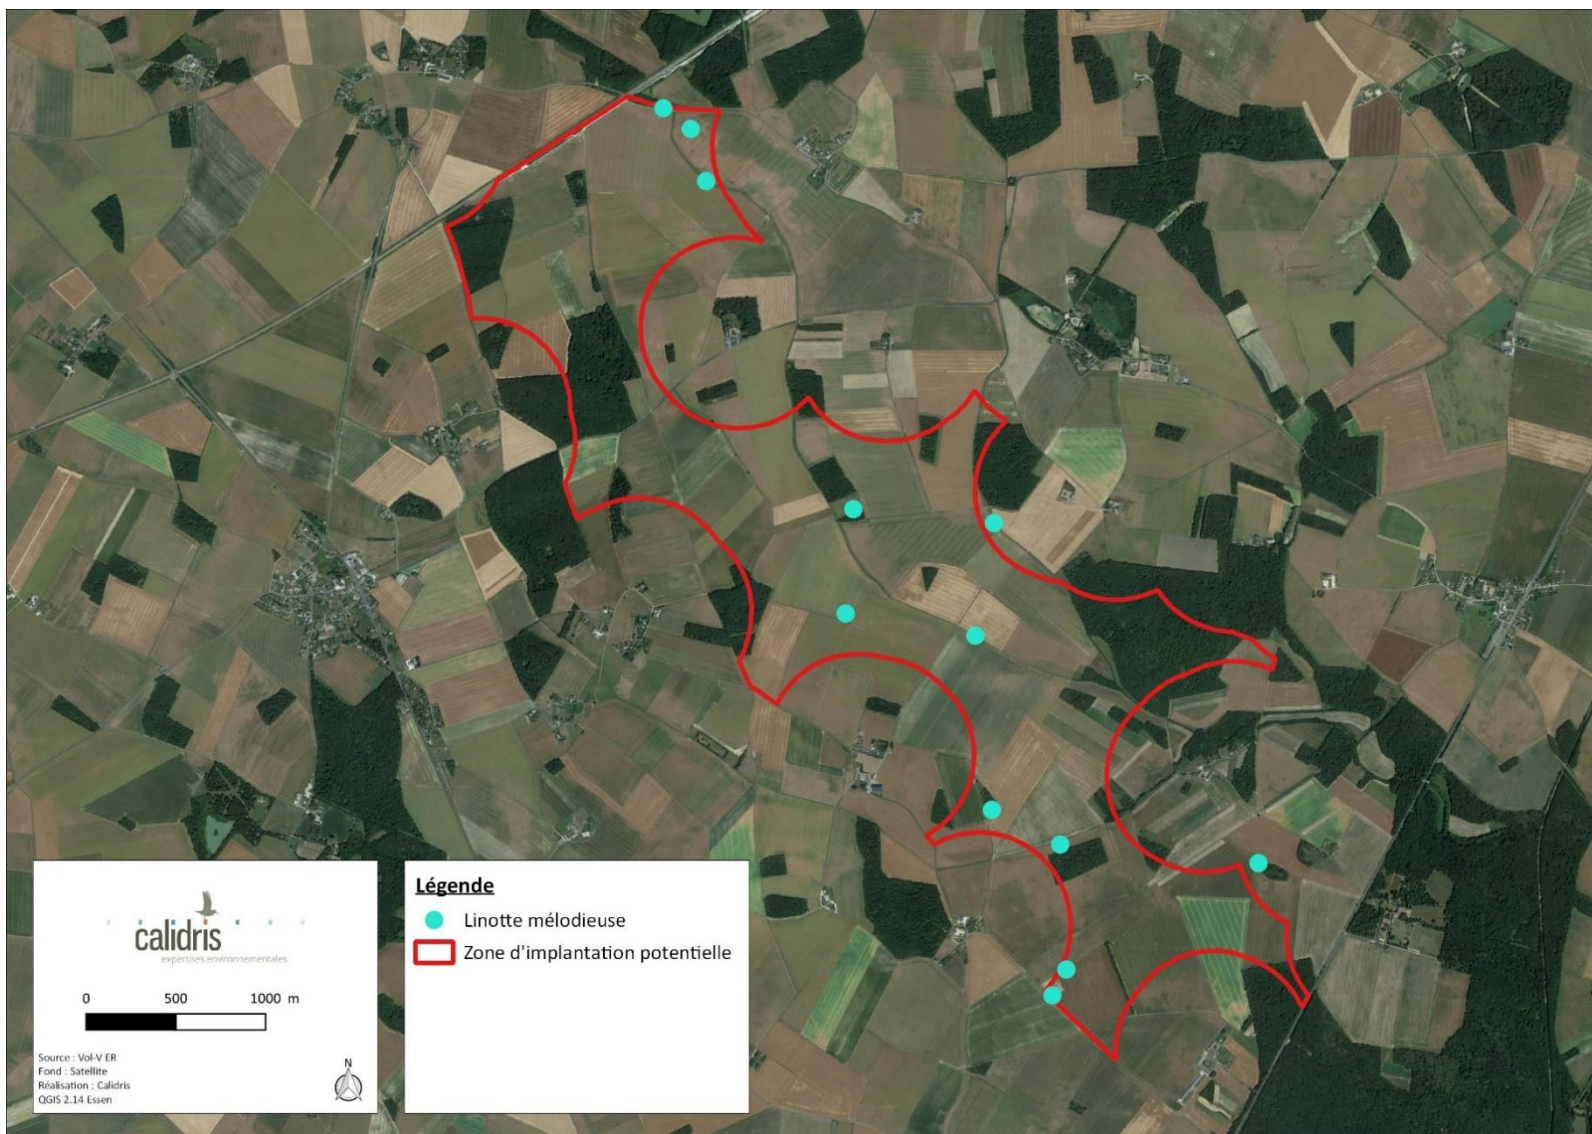 calidris
expertises environnementales
0 500 1000 m
Source : Vol-V ER
Fond : Satellite
Réalisation : Calidris
QGIS 2.14 Essen
N
Légende
Linotte mélodieuse
Zone d'implantation potentielle